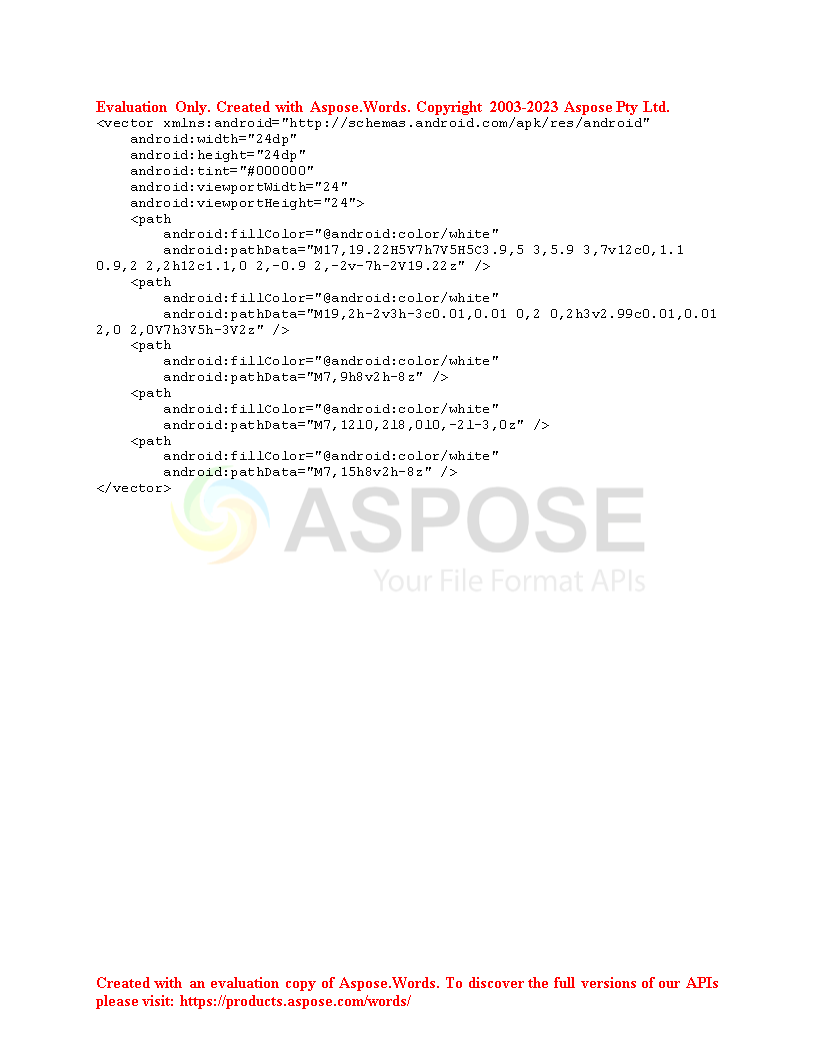 Evaluation Only. Created with Aspose.Words. Copyright 2003-2023 Aspose Pty Ltd.
<vector xmlns:android="http://schemas.android.com/apk/res/android"
    android:width="24dp"
    android:height="24dp"
    android:tint="#000000"
    android:viewportWidth="24"
    android:viewportHeight="24">
    <path
        android:fillColor="@android:color/white"
        android:pathData="M17,19.22H5V7h7V5H5C3.9,5 3,5.9 3,7v12c0,1.1
0.9,2 2,2h12c1.1,0 2,-0.9 2,-2v-7h-2V19.22z" />
    <path
        android:fillColor="@android:color/white"
        android:pathData="M19,2h-2v3h-3c0.01,0.01 0,2 0,2h3v2.99c0.01,0.01
2,0 2,0V7h3V5h-3V2z" />
    <path
        android:fillColor="@android:color/white"
        android:pathData="M7,9h8v2h-8z" />
    <path
        android:fillColor="@android:color/white"
        android:pathData="M7,12l0,2l8,0l0,-2l-3,0z" />
    <path
        android:fillColor="@android:color/white"
        android:pathData="M7,15h8v2h-8z" />
</vector>
ASPOSE
Your File Format APIs
Created with an evaluation copy of Aspose.Words. To discover the full versions of our APIs
please visit: https://products.aspose.com/words/